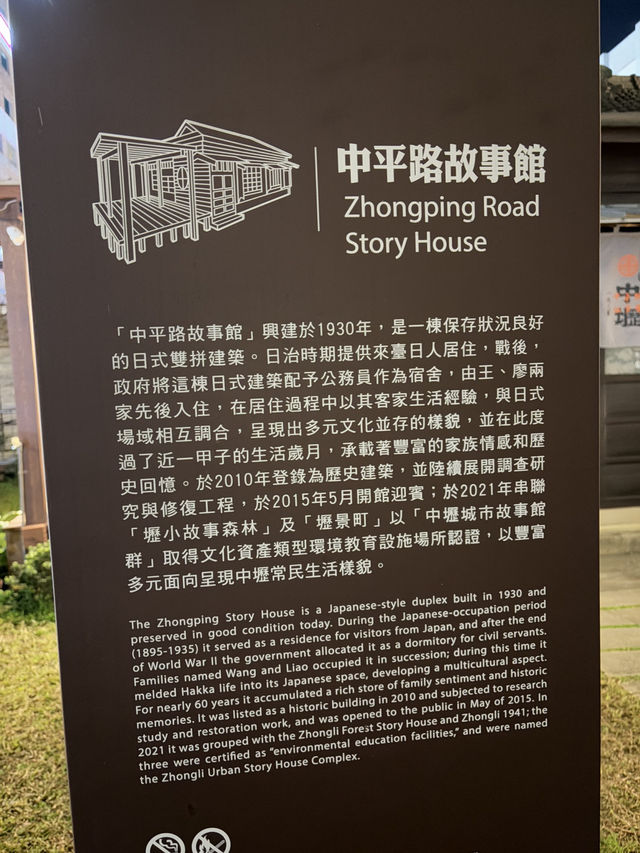 中平路故事館
Zhongping Road
Story House
「中平路故事館」興建於1930年，是一棟保存狀況良好
的日式雙拼建築。日治時期提供來臺日人居住，戰後，
政府將這棟日式建築配予公務員作為宿舍，由王、廖兩
家先後入住，在居住過程中以其客家生活經驗，與日式
場域相互調合，呈現出多元文化並存的樣貌，並在此度
過了近一甲子的生活歲月，承載著豐富的家族情感和歷
史回憶。於2010年登錄為歷史建築，並陸續展開調查研
究與修復工程，於2015年5月開館迎賓；於2021年串聯
「壢小故事森林」及「壢景町」以「中壢城市故事館
群」取得文化資產類型環境教育設施場所認證，以豐富
多元面向呈現中壢常民生活樣貌。
The Zhongping Story House is a Japanese-style duplex built in 1930 and
preserved in good condition today. During the Japanese-occupation period
(1895-1935) it served as a residence for visitors from Japan, and after the end
of World War II the government allocated it as a dormitory for civil servants.
Families named Wang and Liao occupied it in succession; during this time it
melded Hakka life into its Japanese space, developing a multicultural aspect.
For nearly 60 years it accumulated a rich store of family sentiment and historic
memories. It was listed as a historic building in 2010 and subjected to research
study and restoration work, and was opened to the public in May of 2015. In
2021 it was grouped with the Zhongli Forest Story House and Zhongli 1941; the
three were certified as "environmental education facilities," and were named
the Zhongli Urban Story House Complex.
中
壢